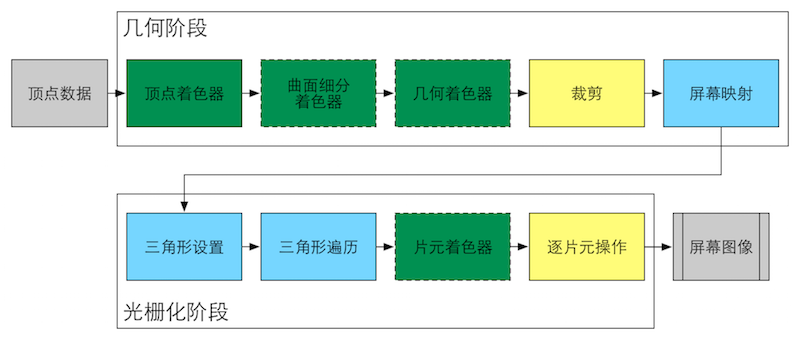 几何阶段
顶点数据
顶点着色器
曲面细分
着色器
几何着色器
裁剪
屏幕映射
三角形设置
三角形遍历
片元着色器
逐片元操作
屏幕图像
光栅化阶段